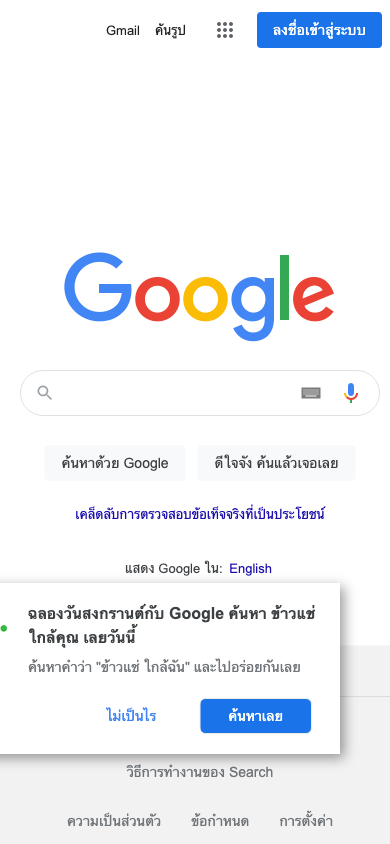 Gmail ค้นรูป ลงชื่อเข้าสู่ระบบ
Google
ค้นหาด้วย Google ดีใจจัง ค้นแล้วเจอเลย
เคล็ดลับการตรวจสอบข้อเท็จจริงที่เป็นประโยชน์
แสดง Google ใน: English
ฉลองวันสงกรานต์กับ Google ค้นหา ข้าวแช่
ใกล้คุณ เลยวันนี้
ค้นหาคำว่า "ข้าวแช่ ใกล้ฉัน" และไปอร่อยกันเลย
ไม่เป็นไร ค้นหาเลย
วิธีการทำงานของ Search
ความเป็นส่วนตัว ข้อกำหนด การตั้งค่า